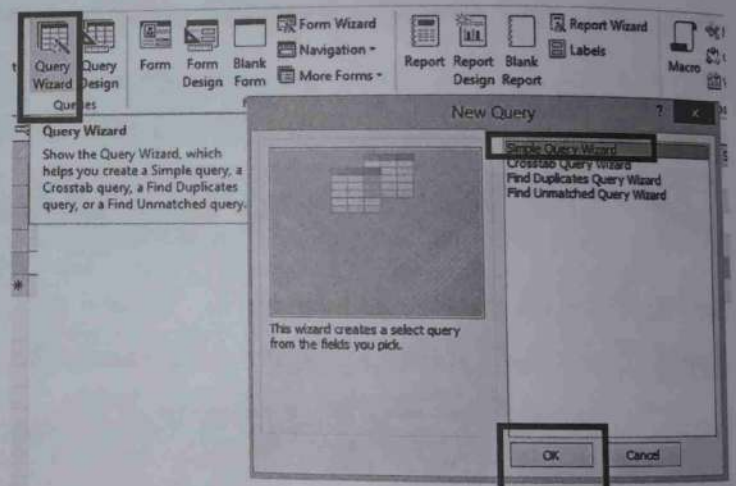 Form Wizard
Report Wizard
Navigation
Labels
Query
Query
Form
Form
Blank
More Forms
Report
Report
Blank
Macro
Wizard
Design
Design
Form
Design
Report
New Query
?
x
Query Wizard
Show the Query Wizard, which
helps you create a Simple query, a
Crosstab query, a Find Duplicates
query, or a Find Unmatched query.
Simple Query Wizard
Crosstab Query Wizard
Find Duplicates Query Wizard
Find Unmatched Query Wizard
*
This wizard creates a select query
from the fields you pick.
OK
Cancel